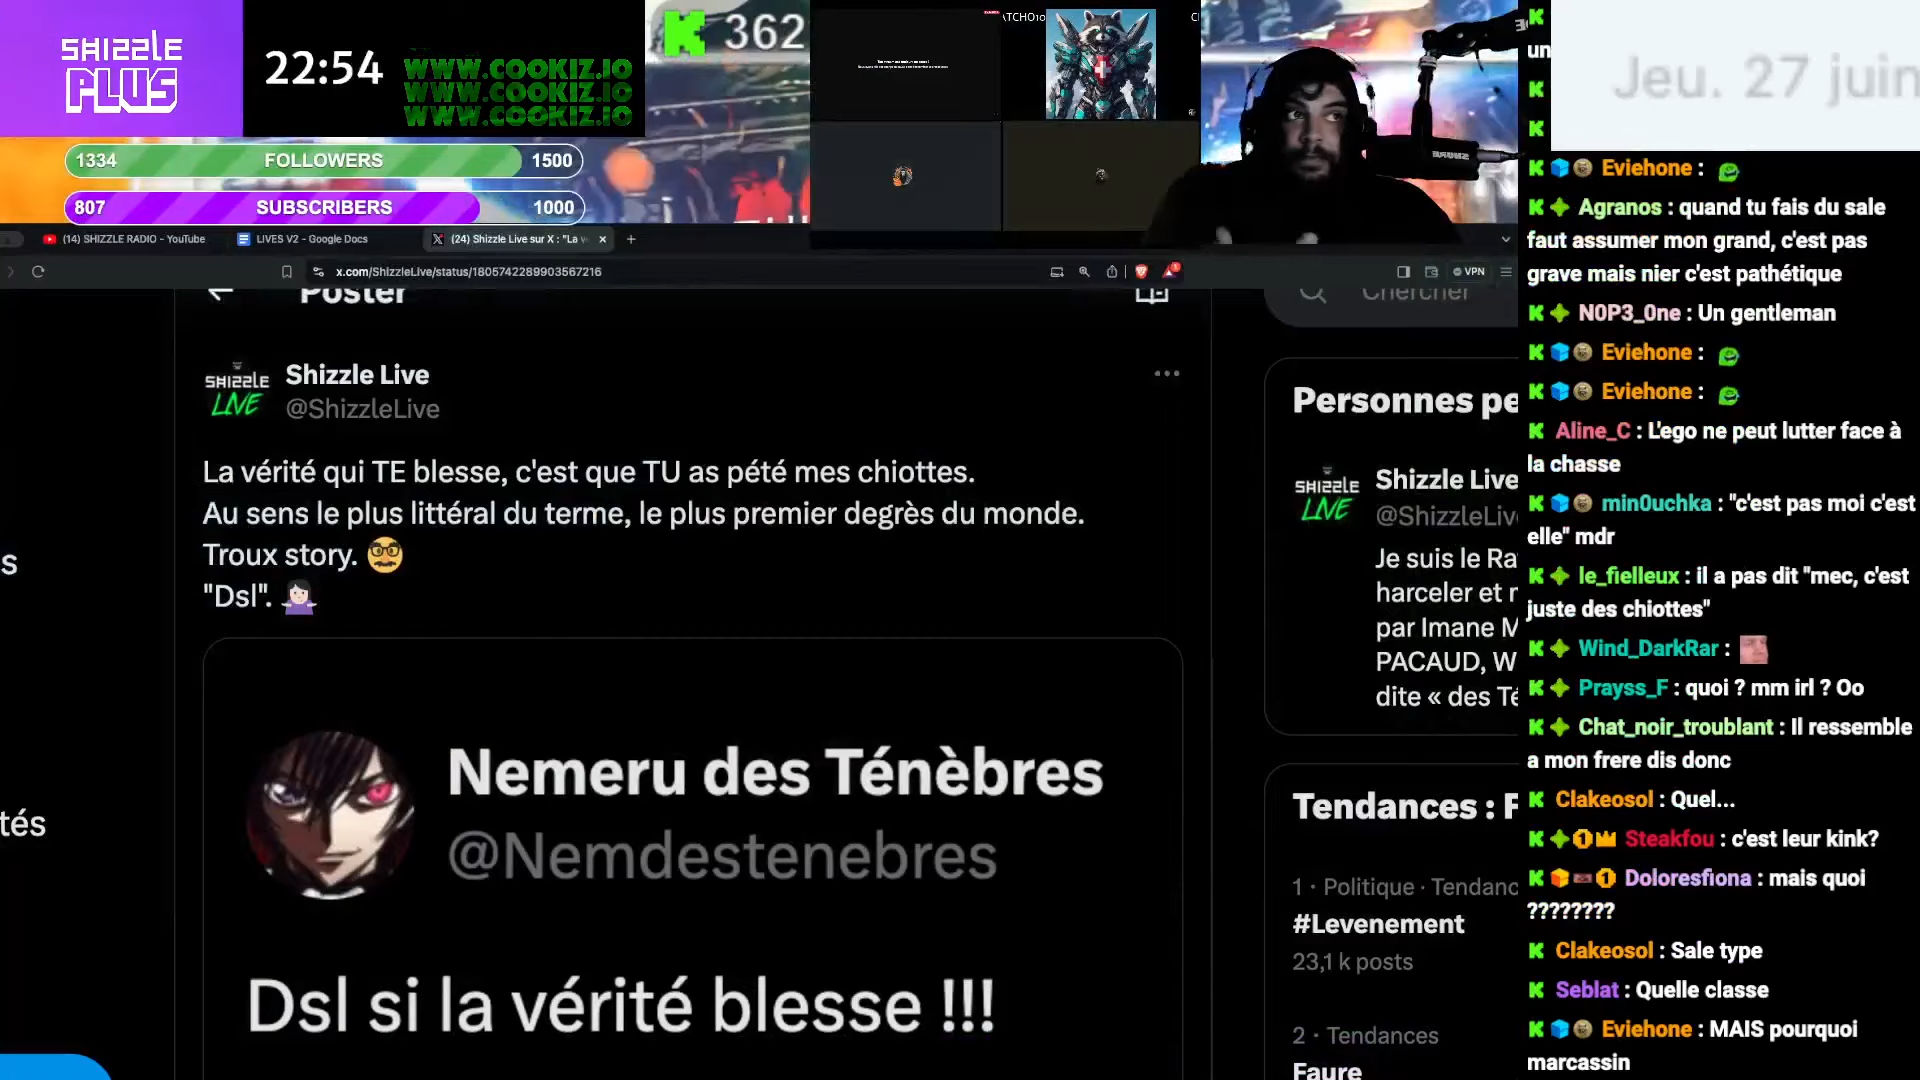 SHIZZLE
PLUS
22:54
WWW.COOKIZ.IO
WWW.COOKIZ.IO
WWW.COOKIZ.IO
362
1334 FOLLOWERS 1500
807 SUBSCRIBERS 1000
Jeu. 27 juin
(14) SHIZZLE RADIO - YouTube
LIVES V2 - Google Docs
(24) Shizzle Live sur X : "La v
x.com/ShizzleLive/status/1805742289903567216
VPN
Poster
Chercher
SHIZZLE
LIVE
Shizzle Live
@ShizzleLive
La vérité qui TE blesse, c'est que TU as pété mes chiottes.
Au sens le plus littéral du terme, le plus premier degrès du monde.
Troux story. 🥸
"Dsl". 🤷🏻‍♀️
Nemeru des Ténèbres
@Nemdestenebres
Dsl si la vérité blesse !!!
s
tés
Personnes pe
SHIZZLE
LIVE
Shizzle Live
@ShizzleLiv
Je suis le Ra
harceler et r
par Imane M
PACAUD, W
dite « des Té
Tendances : F
1 · Politique · Tendanc
#Levenement
23,1 k posts
2 · Tendances
Faure
un
Eviehone :
Agranos : quand tu fais du sale
faut assumer mon grand, c'est pas
grave mais nier c'est pathétique
N0P3_0ne : Un gentleman
Eviehone :
Eviehone :
Aline_C : L'ego ne peut lutter face à
la chasse
min0uchka : "c'est pas moi c'est
elle" mdr
le_fielleux : il a pas dit "mec, c'est
juste des chiottes"
Wind_DarkRar :
Prayss_F : quoi ? mm irl ? Oo
Chat_noir_troublant : Il ressemble
a mon frere dis donc
Clakeosol : Quel...
Steakfou : c'est leur kink?
Doloresfiona : mais quoi
????????
Clakeosol : Sale type
Seblat : Quelle classe
Eviehone : MAIS pourquoi
marcassin